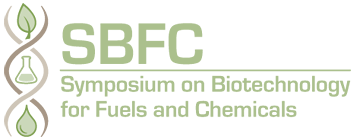 SBFC
Symposium on Biotechnology
for Fuels and Chemicals